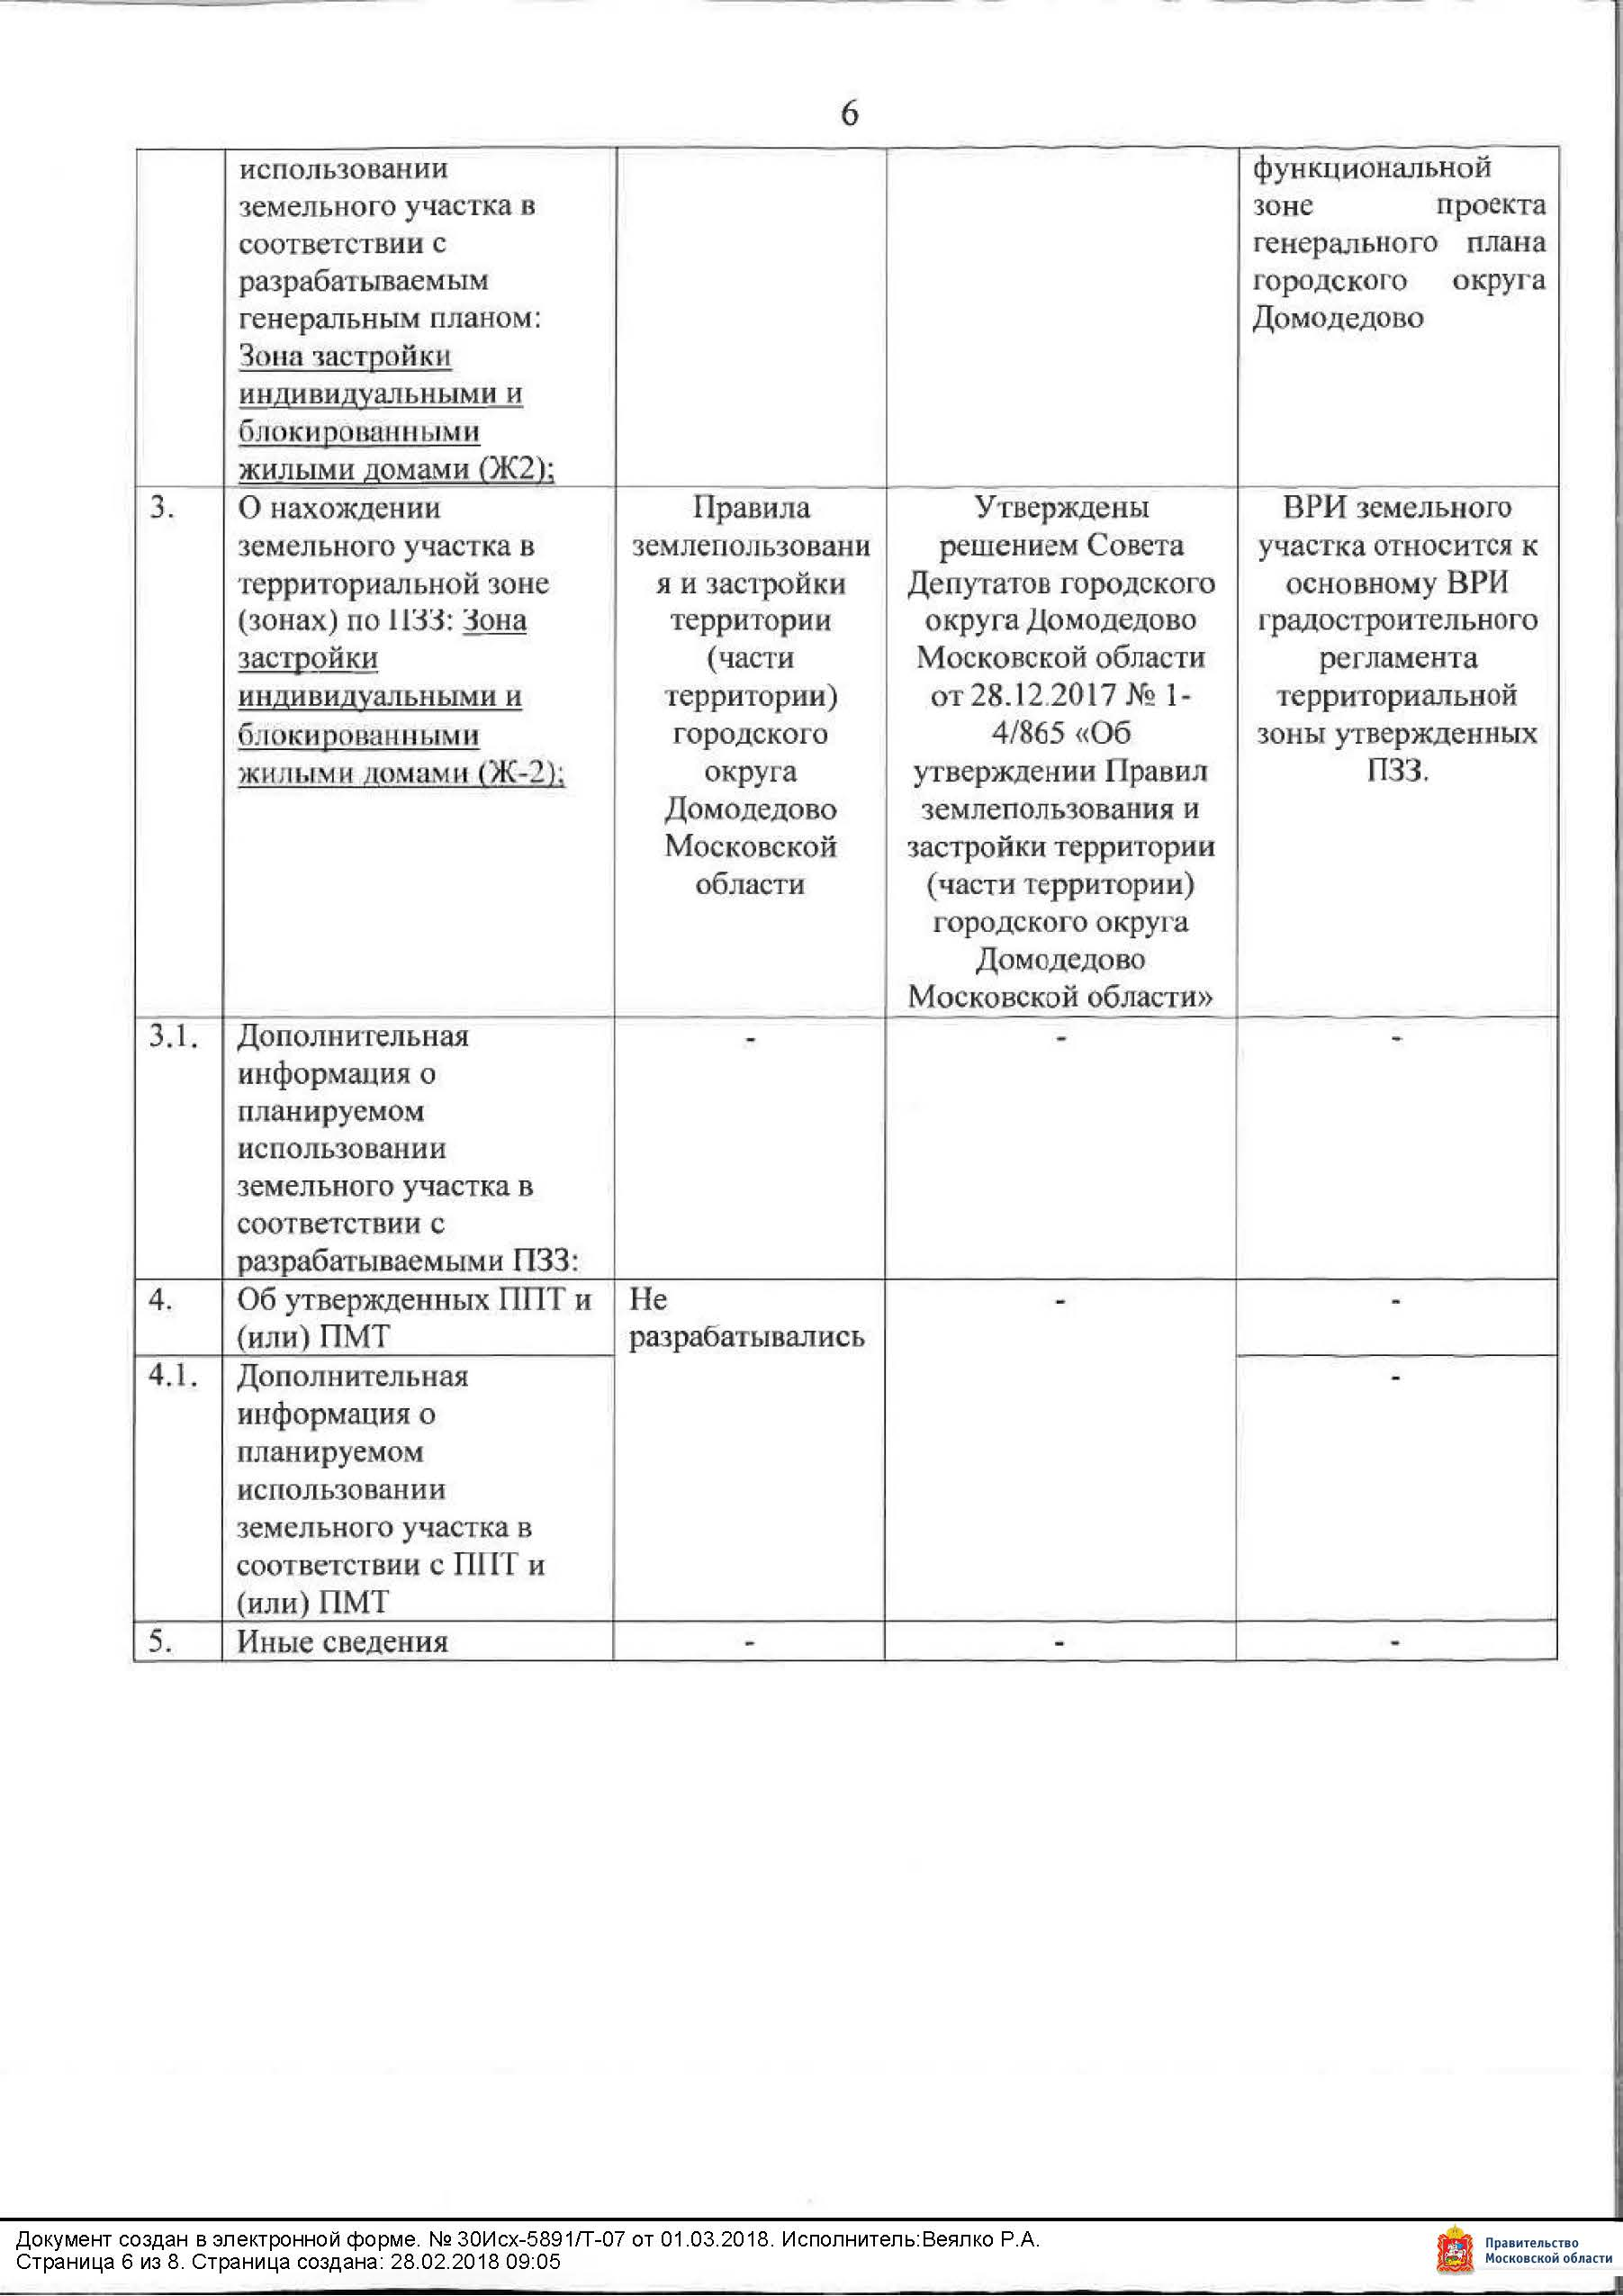 6
использовании
земельного участка в
соответствии с
разрабатываемым
генеральным планом:
Зона застройки
индивидуальными и
блокированными
жилыми домами (Ж2);
функциональной
зоне проекта
генерального плана
городского округа
Домодедово
3.
О нахождении
земельного участка в
территориальной зоне
(зонах) по ПЗЗ: Зона
застройки
индивидуальными и
блокированными
жилыми домами (Ж-2);
Правила
землепользовани
я и застройки
территории
(части
территории)
городского
округа
Домодедово
Московской
области
Утверждены
решением Совета
Депутатов городского
округа Домодедово
Московской области
от 28.12.2017 № 1-
4/865 «Об
утверждении Правил
землепользования и
застройки территории
(части территории)
городского округа
Домодедово
Московской области»
ВРИ земельного
участка относится к
основному ВРИ
градостроительного
регламента
территориальной
зоны утвержденных
ПЗЗ.
3.1.
Дополнительная
информация о
планируемом
использовании
земельного участка в
соответствии с
разрабатываемыми ПЗЗ:
-
-
-
4.
Об утвержденных ППТ и
(или) ПМТ
Не
разрабатывались
-
-
4.1.
Дополнительная
информация о
планируемом
использовании
земельного участка в
соответствии с ППТ и
(или) ПМТ
-
5.
Иные сведения
-
-
-
Документ создан в электронной форме. № 30Исх-5891/Т-07 от 01.03.2018. Исполнитель:Веялко Р.А.
Страница 6 из 8. Страница создана: 28.02.2018 09:05
Правительство
Московской области